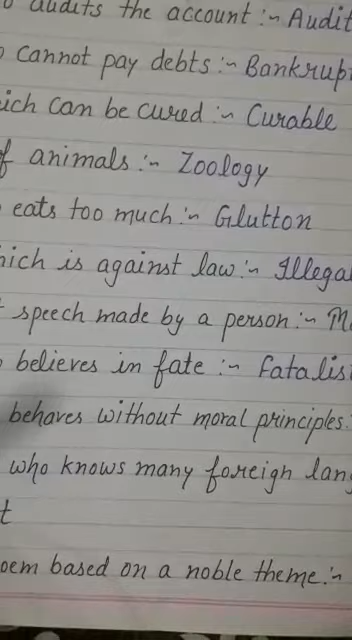 audits the account :~ Audit
cannot pay debts :~ Bankrup
ich can be cured :~ Curable
f animals :~ Zoology
eats too much :~ Glutton
hich is against law :~ Illega
t speech made by a person :~ M
believes in fate :~ Fatalis
behaves without moral principles
who knows many foreign lang
t
oem based on a noble theme :~